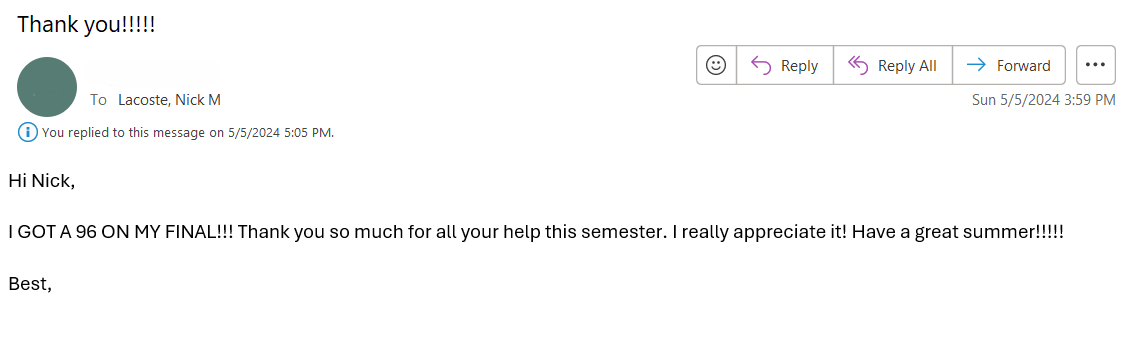 Thank you!!!!!
Reply Reply All Forward
To Lacoste, Nick M
Sun 5/5/2024 3:59 PM
You replied to this message on 5/5/2024 5:05 PM.
Hi Nick,
I GOT A 96 ON MY FINAL!!! Thank you so much for all your help this semester. I really appreciate it! Have a great summer!!!!!
Best,